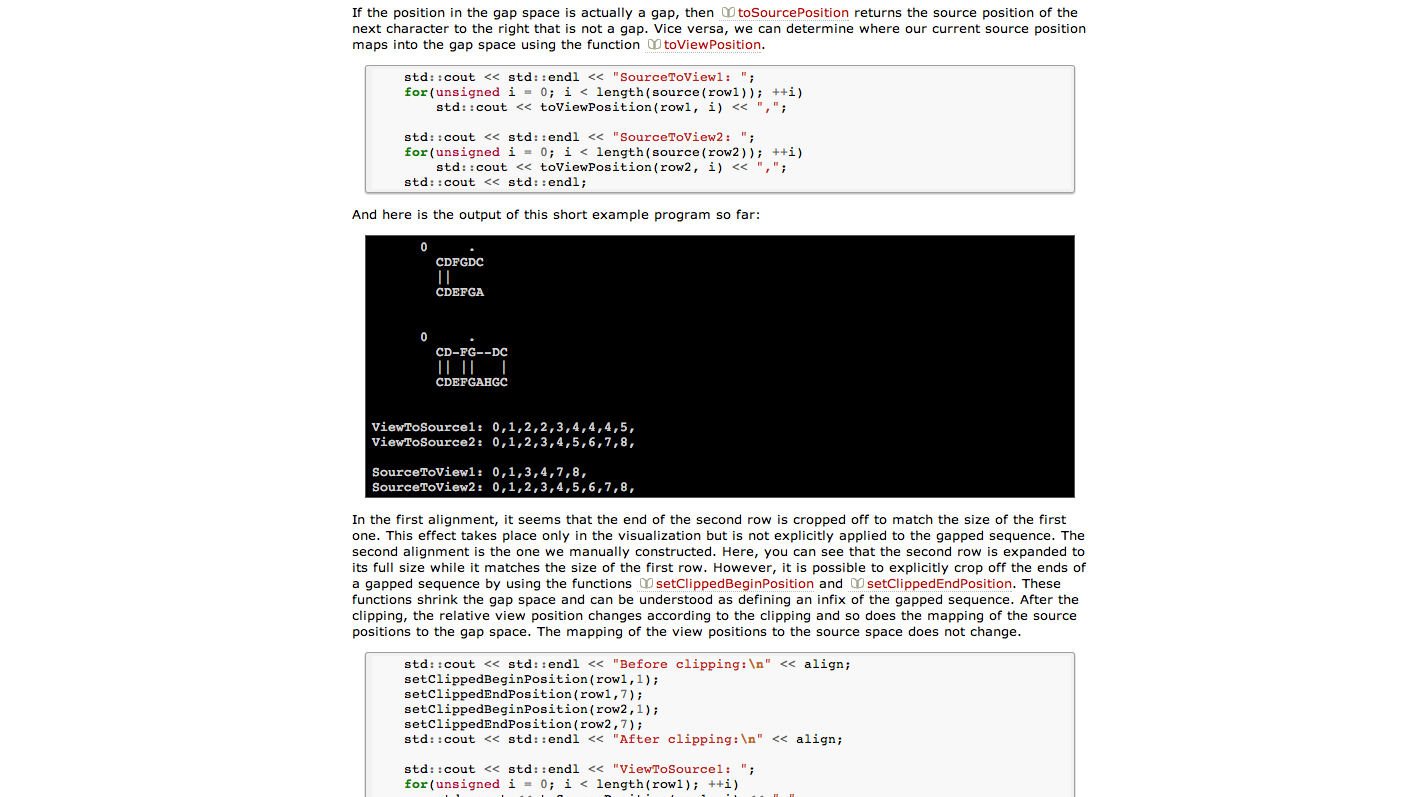 If the position in the gap space is actually a gap, then toSourcePosition returns the source position of the
next character to the right that is not a gap. Vice versa, we can determine where our current source position
maps into the gap space using the function toViewPosition.
std::cout << std::endl << "SourceToView1: ";
for(unsigned i = 0; i < length(source(row1)); ++i)
    std::cout << toViewPosition(row1, i) << ",";
std::cout << std::endl << "SourceToView2: ";
for(unsigned i = 0; i < length(source(row2)); ++i)
    std::cout << toViewPosition(row2, i) << ",";
std::cout << std::endl;
And here is the output of this short example program so far:
0     .
CDFGDC
||
CDEFGA
0     .
CD-FG--DC
|| ||   |
CDEFGAHGC
ViewToSource1: 0,1,2,2,3,4,4,4,5,
ViewToSource2: 0,1,2,3,4,5,6,7,8,
SourceToView1: 0,1,3,4,7,8,
SourceToView2: 0,1,2,3,4,5,6,7,8,
In the first alignment, it seems that the end of the second row is cropped off to match the size of the first
one. This effect takes place only in the visualization but is not explicitly applied to the gapped sequence. The
second alignment is the one we manually constructed. Here, you can see that the second row is expanded to
its full size while it matches the size of the first row. However, it is possible to explicitly crop off the ends of
a gapped sequence by using the functions setClippedBeginPosition and setClippedEndPosition. These
functions shrink the gap space and can be understood as defining an infix of the gapped sequence. After the
clipping, the relative view position changes according to the clipping and so does the mapping of the source
positions to the gap space. The mapping of the view positions to the source space does not change.
std::cout << std::endl << "Before clipping:\n" << align;
setClippedBeginPosition(row1,1);
setClippedEndPosition(row1,7);
setClippedBeginPosition(row2,1);
setClippedEndPosition(row2,7);
std::cout << std::endl << "After clipping:\n" << align;
std::cout << std::endl << "ViewToSource1: ";
for(unsigned i = 0; i < length(row1); ++i)